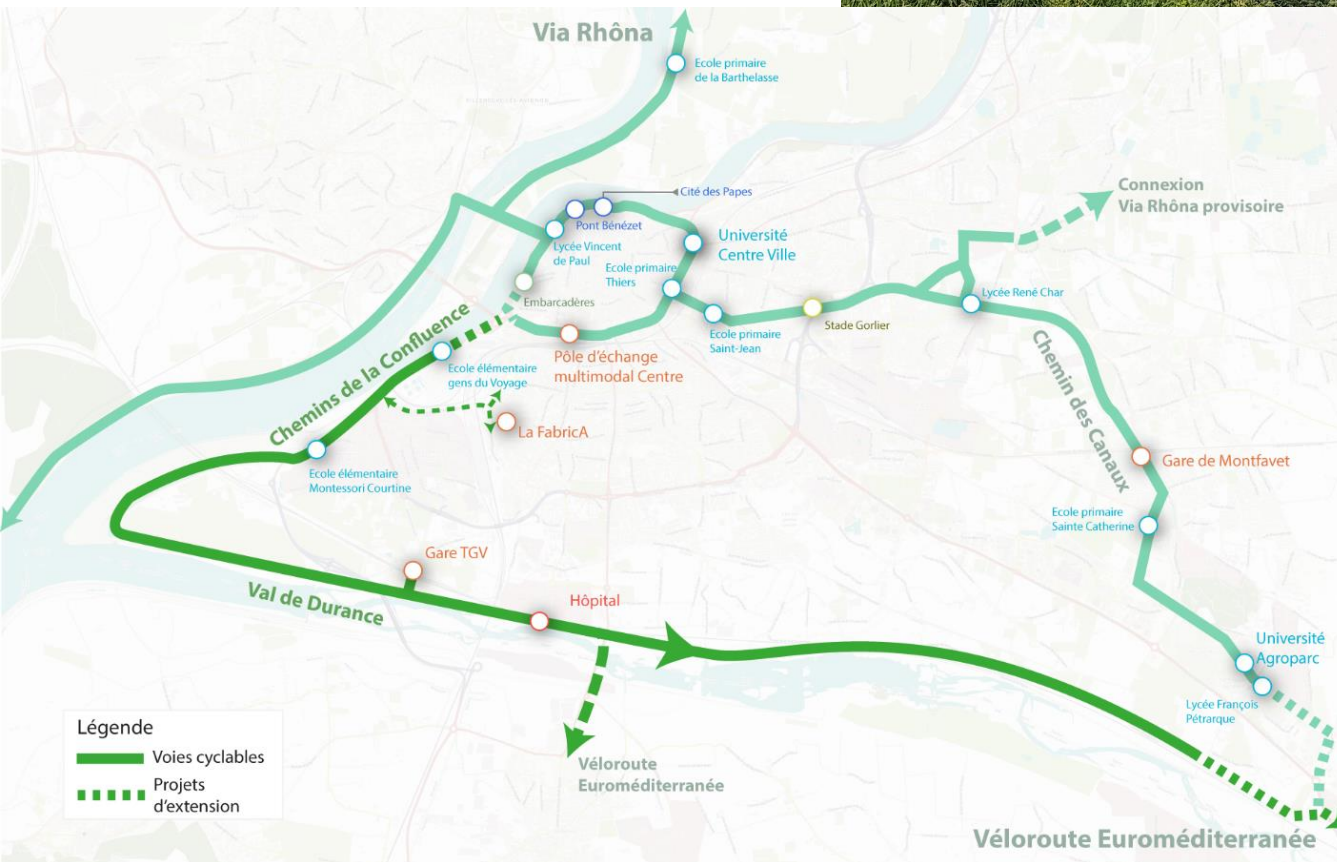 Via Rhôna
Ecole primaire
de la Barthelasse
Cité des Papes
Connexion
Via Rhôna provisoire
Pont Bénézet
Lycée Vincent
de Paul
Université
Centre Ville
Ecole primaire
Thiers
Embarcadères
Lycée René Char
Stade Gorlier
Ecole primaire
Saint-Jean
Chemins de la Confluence
Pôle d'échange
multimodal Centre
Ecole élémentaire
gens du Voyage
Chemin des Canaux
La FabricA
Gare de Montfavet
Ecole élémentaire
Montessori Courtine
Ecole primaire
Sainte Catherine
Gare TGV
Val de Durance
Hôpital
Université
Agroparc
Lycée François
Pétrarque
Légende
Voies cyclables
Projets
d'extension
Véloroute
Euroméditerranée
Véloroute Euroméditerranée